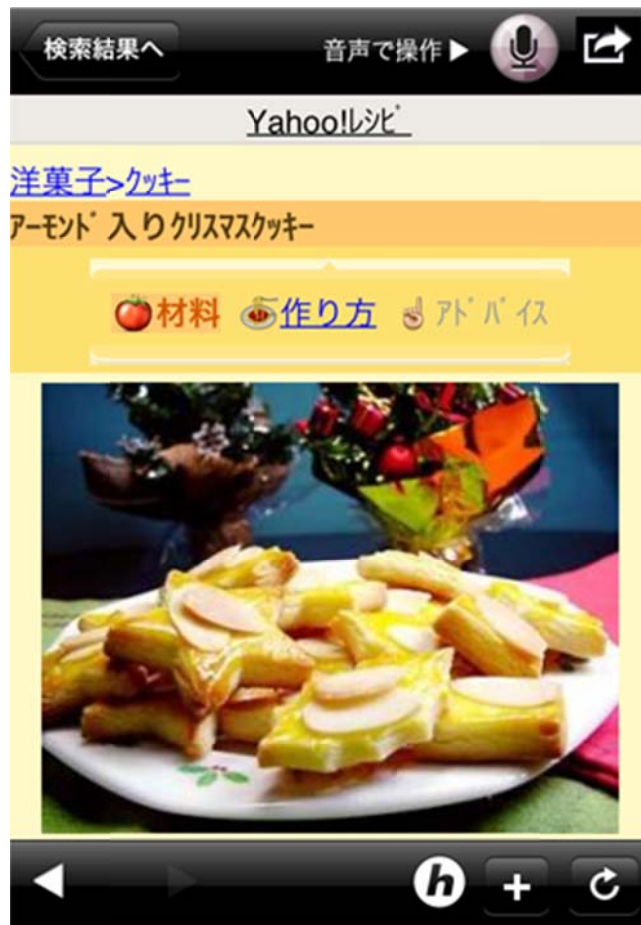 検索結果へ 音声で操作▶
Yahoo!ﾚｼﾋﾟ
洋菓子>ｸｯｷｰ
ｱｰﾓﾝﾄﾞ入りｸﾘｽﾏｽｸｯｷｰ
材料 作り方 ｱﾄﾞﾊﾞｲｽ
h